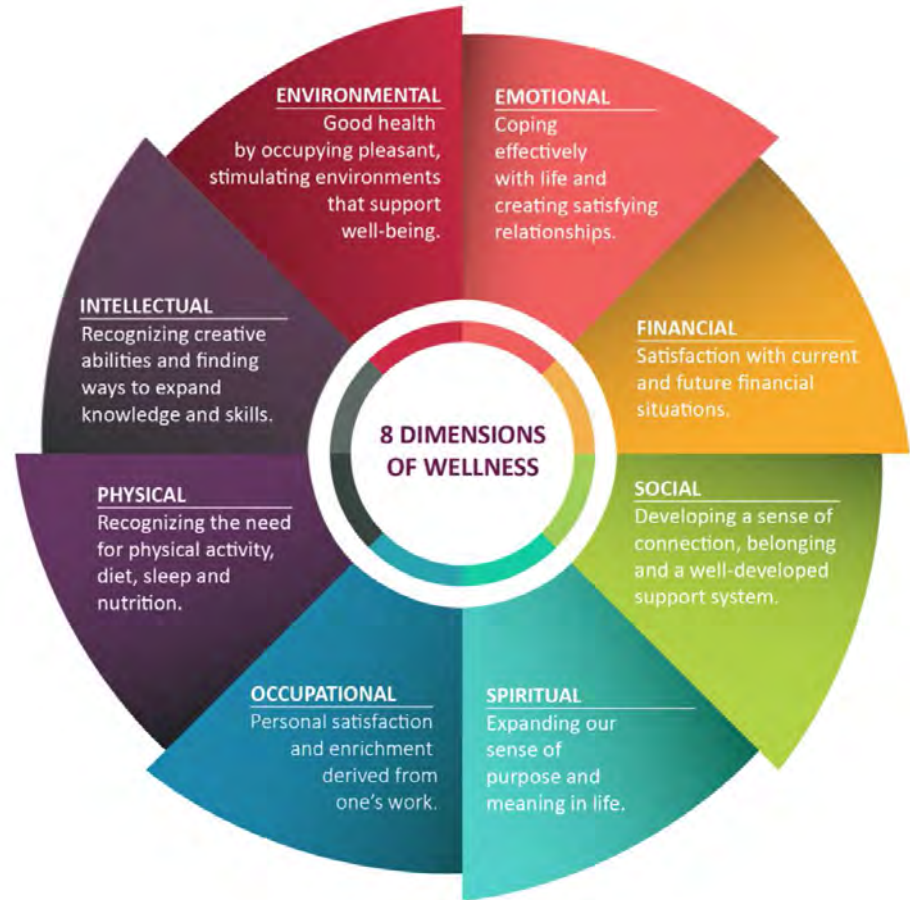 ENVIRONMENTAL
Good health
by occupying pleasant,
stimulating environments
that support
well-being.
EMOTIONAL
Coping
effectively
with life and
creating satisfying
relationships.
FINANCIAL
Satisfaction with current
and future financial
situations.
SOCIAL
Developing a sense of
connection, belonging
and a well-developed
support system.
SPIRITUAL
Expanding our
sense of
purpose and
meaning in life.
OCCUPATIONAL
Personal satisfaction
and enrichment
derived from
one's work.
PHYSICAL
Recognizing the need
for physical activity,
diet, sleep and
nutrition.
INTELLECTUAL
Recognizing creative
abilities and finding
ways to expand
knowledge and skills.
8 DIMENSIONS
OF WELLNESS